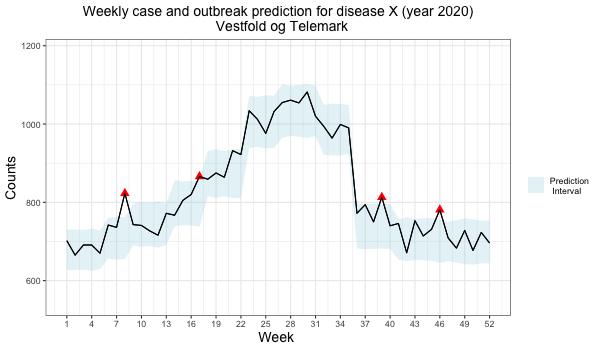 Weekly case and outbreak prediction for disease X (year 2020)
Vestfold og Telemark
1200
1000
800
600
Counts
1 4 7 10 13 16 19 22 25 28 31 34 37 40 43 46 49 52
Week
Prediction
Interval